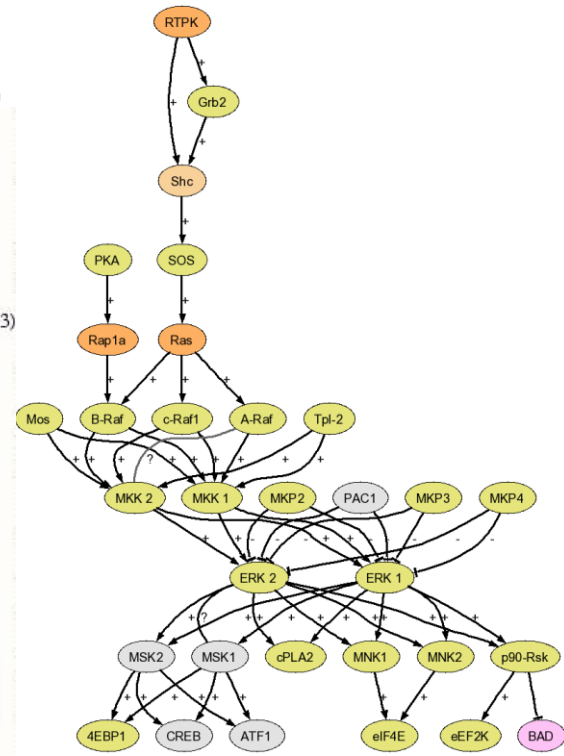 RTPK
+
+
Grb2
+
Shc
+
PKA
SOS
+
+
3)
Rap1a
Ras
+
+
+
+
Mos
B-Raf
c-Raf1
A-Raf
Tpl-2
+ + + ? + + + + + +
MKK 2
MKK 1
MKP2
PAC1
MKP3
MKP4
+ + - - + + - - - -
ERK 2
ERK 1
+ ? + + + + + + + + +
MSK2
MSK1
cPLA2
MNK1
MNK2
p90-Rsk
+ + + + + + + + +
4EBP1
CREB
ATF1
eIF4E
eEF2K
BAD